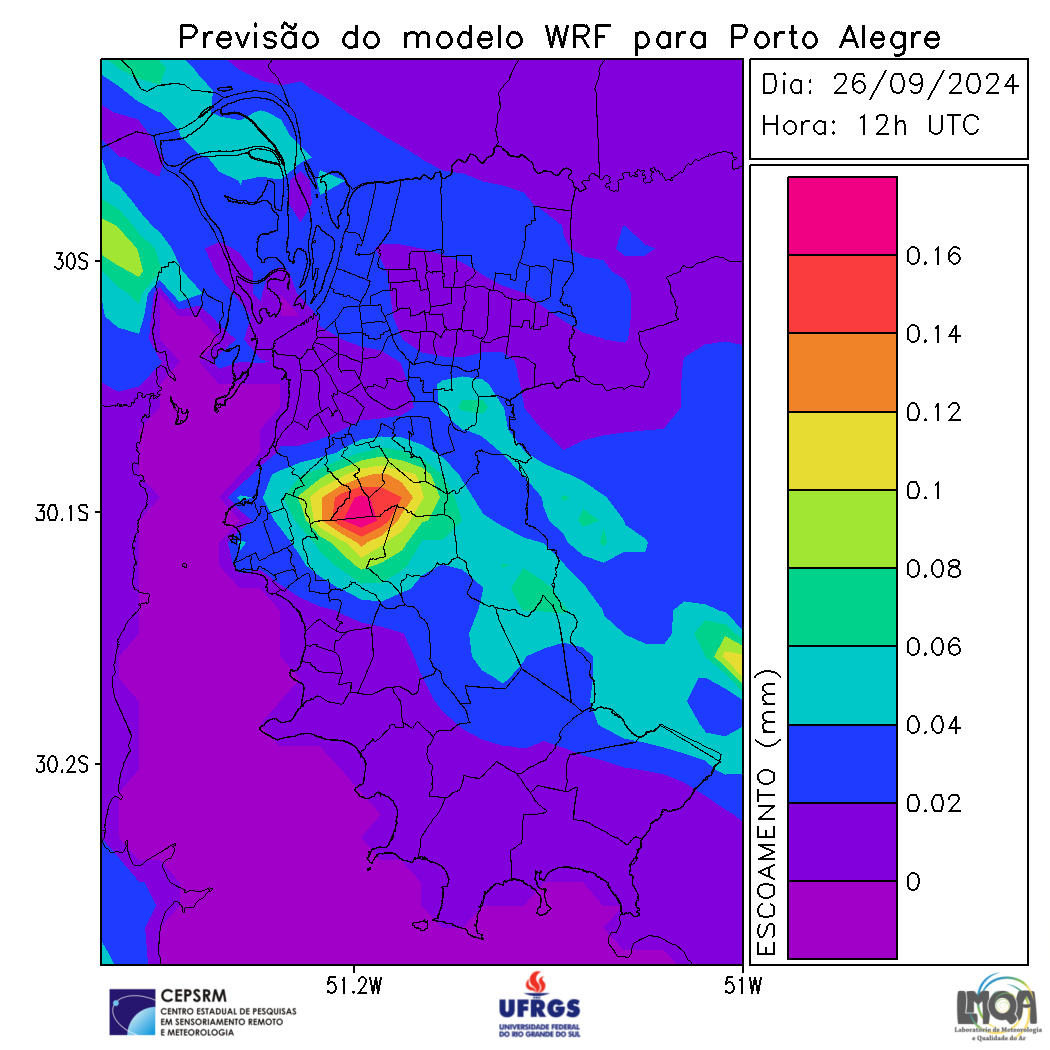 Previsão do modelo WRF para Porto Alegre
Dia: 26/09/2024
Hora: 12h UTC
30S
30.1S
30.2S
51.2W
51W
ESCOAMENTO (mm)
0.16
0.14
0.12
0.1
0.08
0.06
0.04
0.02
0
CEPSRM
CENTRO ESTADUAL DE PESQUISAS
EM SENSORIAMENTO REMOTO
E METEOROLOGIA
UFRGS
UNIVERSIDADE FEDERAL
DO RIO GRANDE DO SUL
LMQA
Laboratório de Meteorologia
e Qualidade do Ar